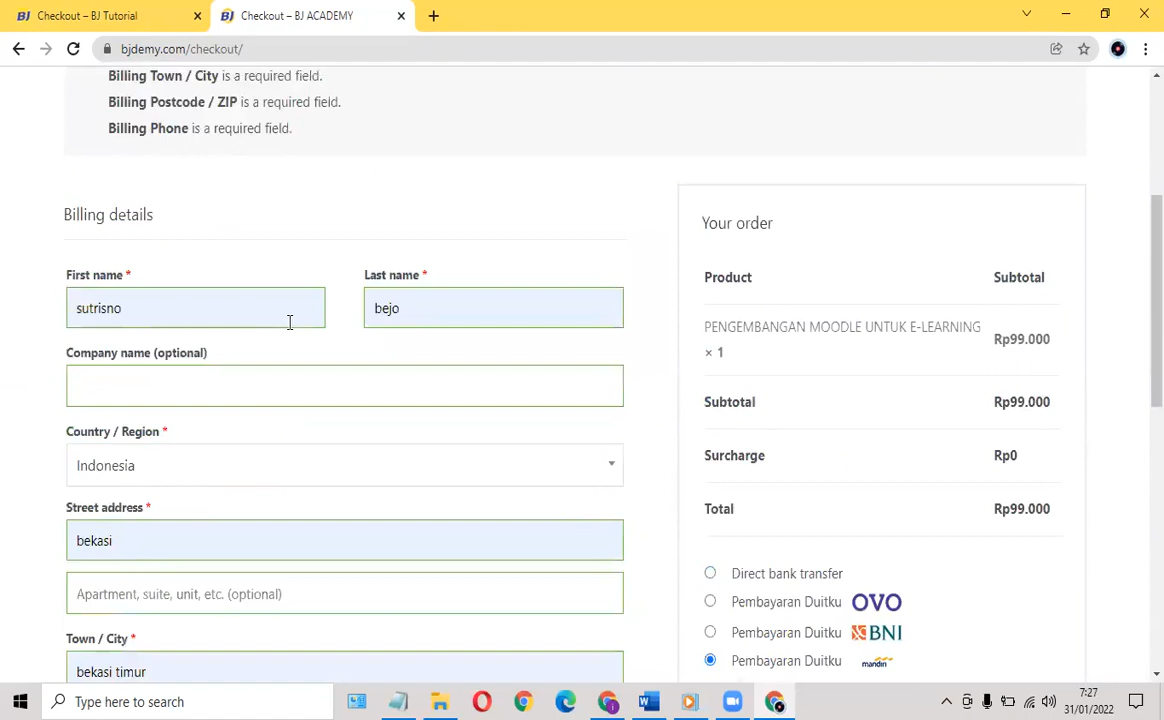 BJ Checkout – BJ Tutorial
BJ Checkout – BJ ACADEMY
bjdemy.com/checkout/
Billing Town / City is a required field.
Billing Postcode / ZIP is a required field.
Billing Phone is a required field.
Billing details
First name *
Last name *
sutrisno
bejo
Company name (optional)
Country / Region *
Indonesia
Street address *
bekasi
Apartment, suite, unit, etc. (optional)
Town / City *
bekasi timur
Your order
Product Subtotal
PENGEMBANGAN MOODLE UNTUK E-LEARNING
× 1
Rp99.000
Subtotal Rp99.000
Surcharge Rp0
Total Rp99.000
Direct bank transfer
Pembayaran Duitku OVO
Pembayaran Duitku BNI
Pembayaran Duitku mandiri
Type here to search
7:27
31/01/2022